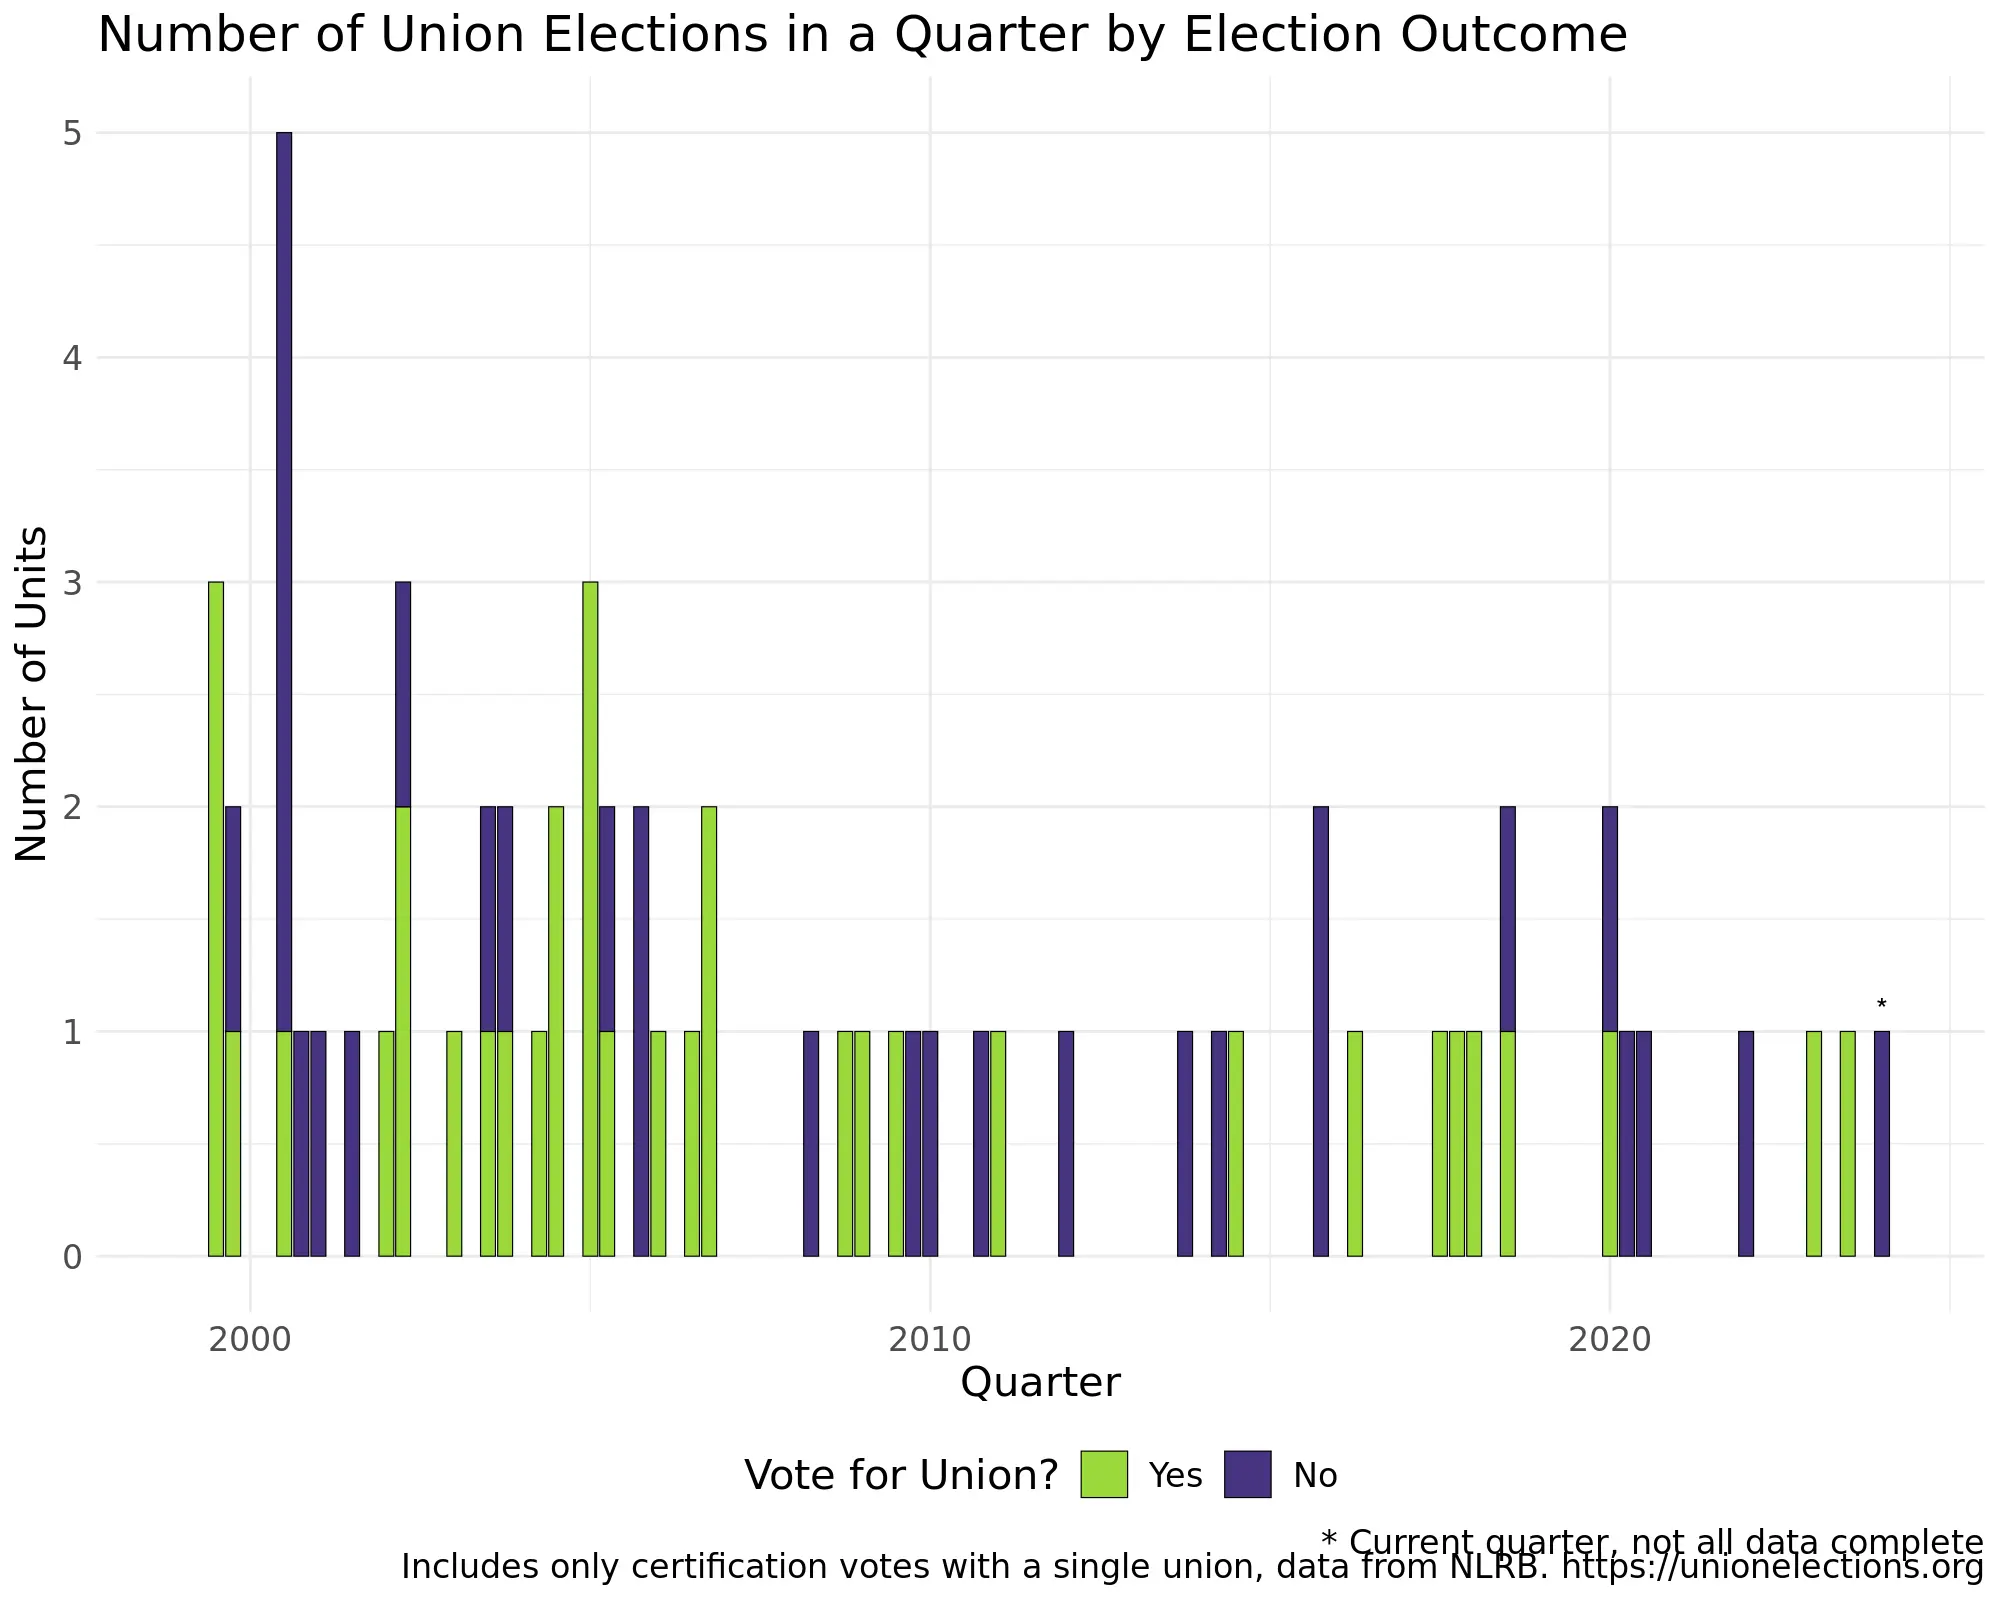 Number of Union Elections in a Quarter by Election Outcome
Number of Units
5
4
3
2
1
0
*
2000 2010 2020
Quarter
Vote for Union? Yes No
* Current quarter, not all data complete
Includes only certification votes with a single union, data from NLRB. https://unionelections.org